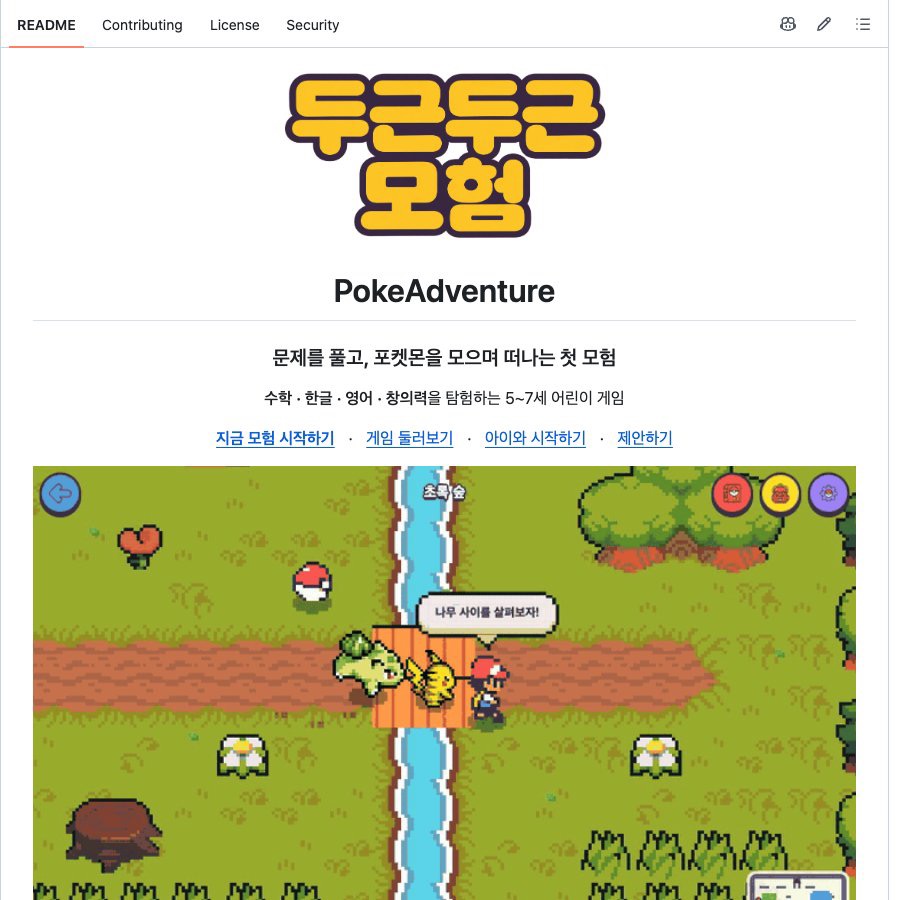 README Contributing License Security
두근두근
모험
PokeAdventure
문제를 풀고, 포켓몬을 모으며 떠나는 첫 모험
수학 · 한글 · 영어 · 창의력을 탐험하는 5~7세 어린이 게임
지금 모험 시작하기 · 게임 둘러보기 · 아이와 시작하기 · 제안하기
초록 숲
나무 사이를 살펴보자!